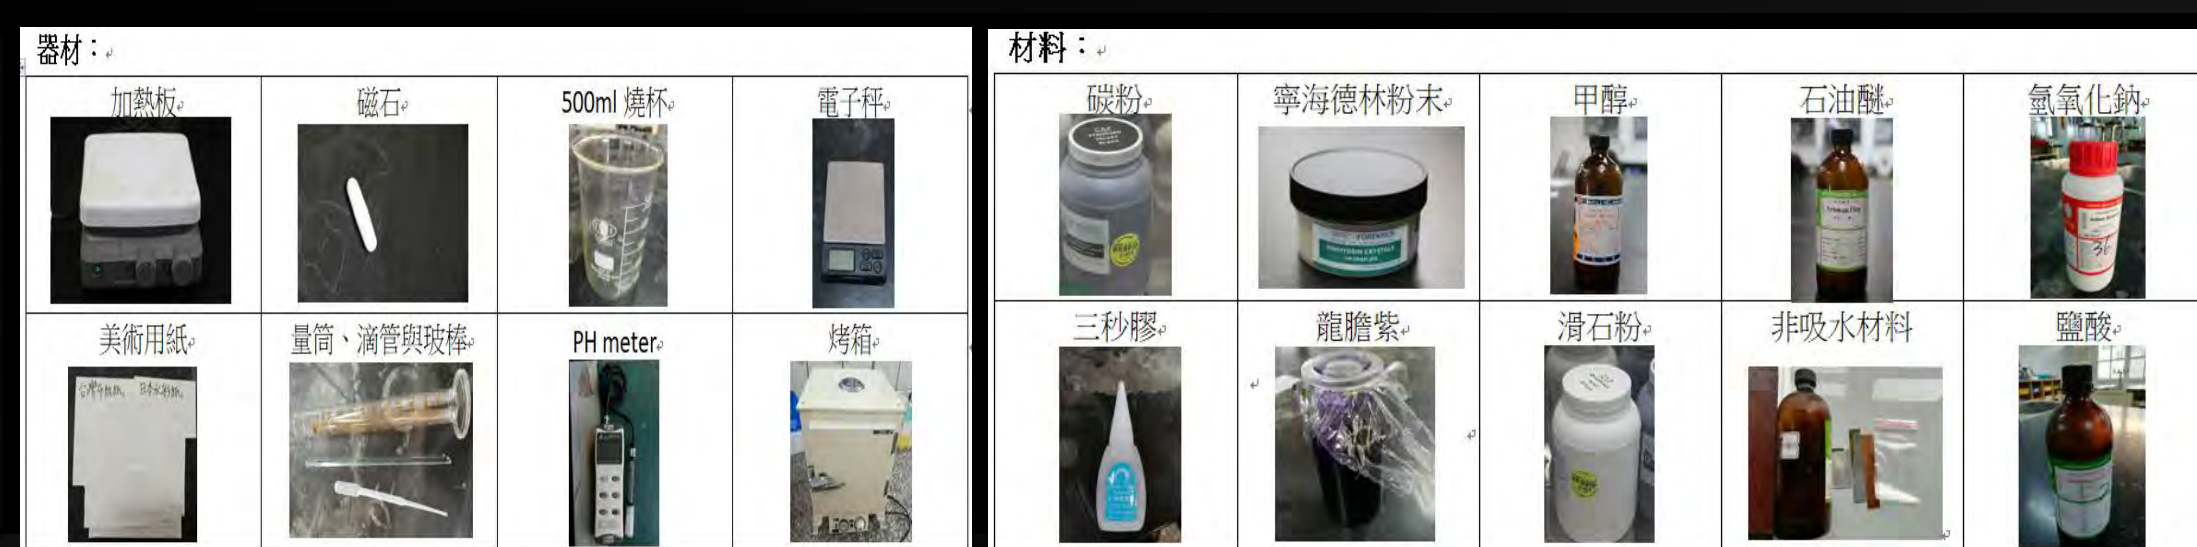 器材：
加熱板
磁石
500ml 燒杯
電子秤
美術用紙
量筒、滴管與玻棒
PH meter
烤箱
材料：
碳粉
寧海德林粉末
甲醇
石油醚
氫氧化鈉
三秒膠
龍膽紫
滑石粉
非吸水材料
鹽酸